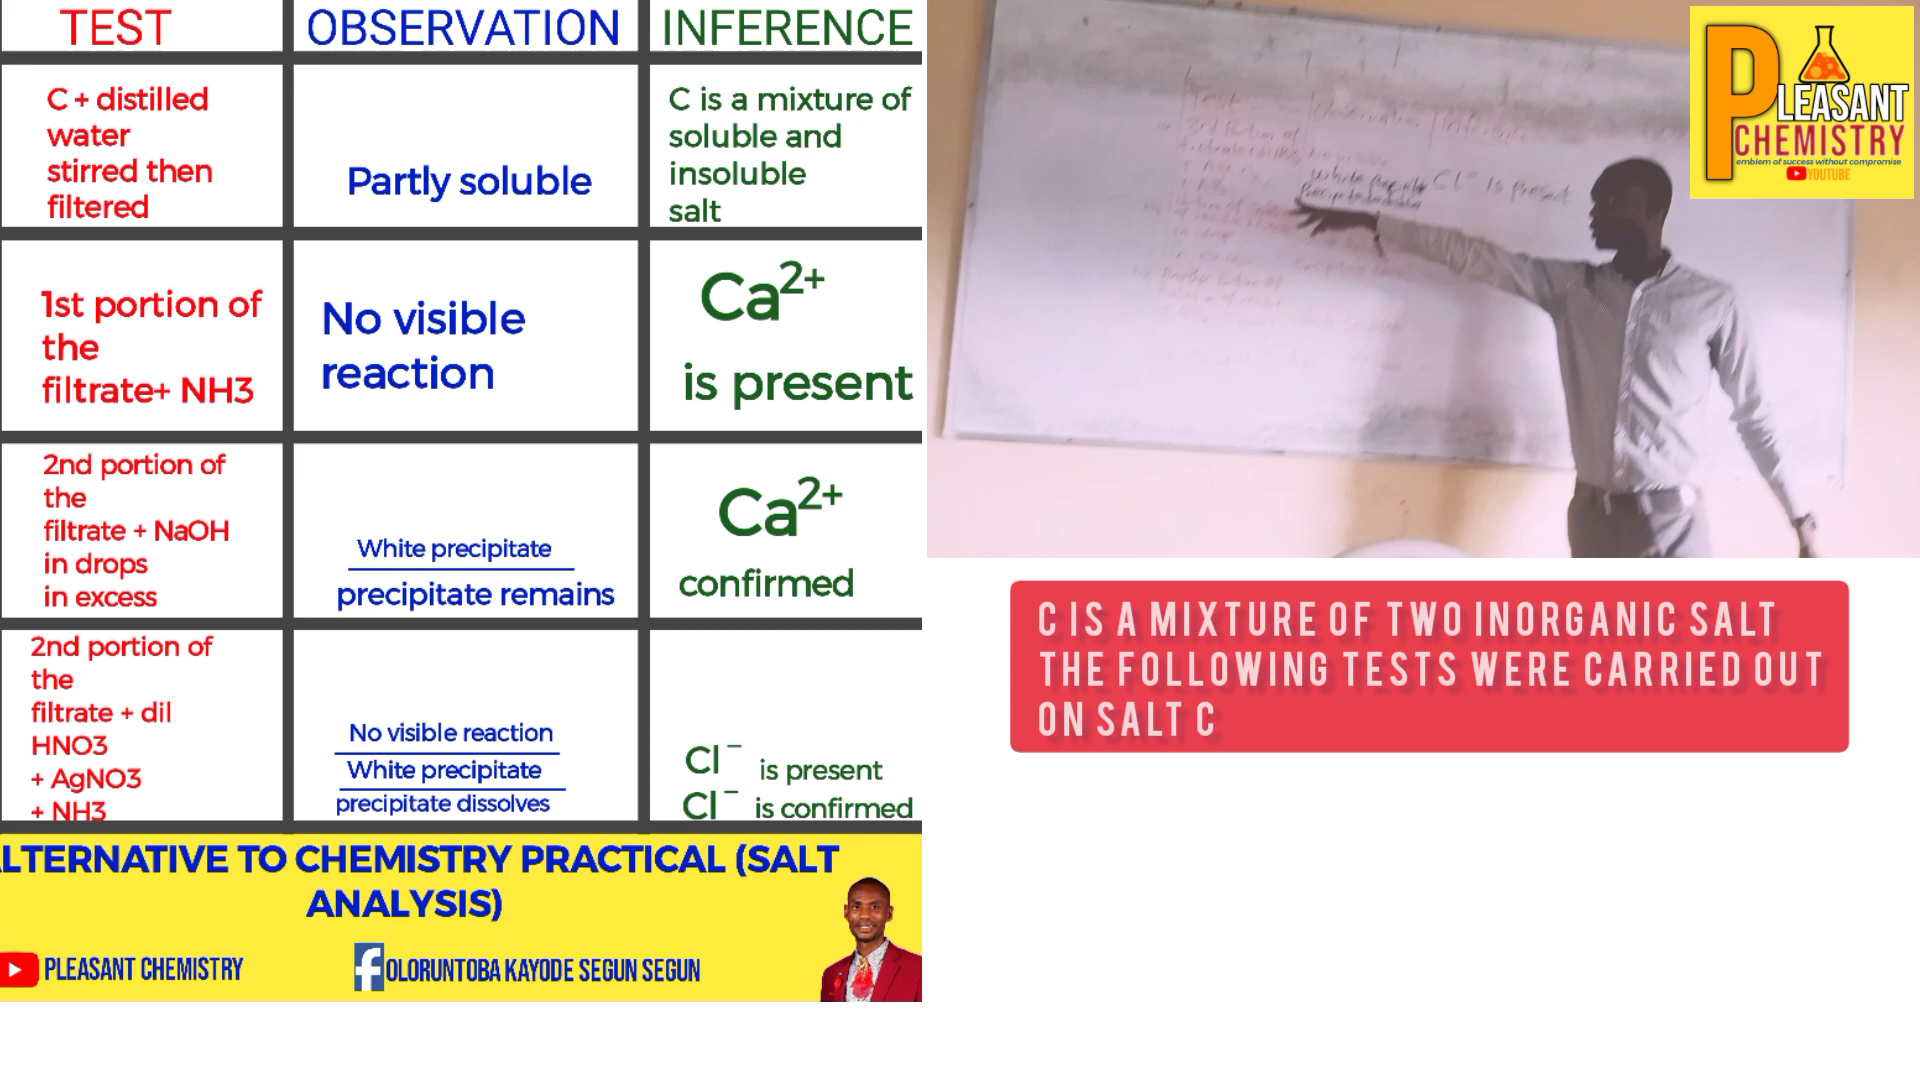 TEST
OBSERVATION
INFERENCE
C + distilled
water
stirred then
filtered
Partly soluble
C is a mixture of
soluble and
insoluble
salt
1st portion of
the
filtrate+ NH3
No visible
reaction
Ca2+
is present
2nd portion of
the
filtrate + NaOH
in drops
in excess
White precipitate
precipitate remains
Ca2+
confirmed
2nd portion of
the
filtrate + dil
HNO3
+ AgNO3
+ NH3
No visible reaction
White precipitate
precipitate dissolves
Cl⁻ is present
Cl⁻ is confirmed
LTERNATIVE TO CHEMISTRY PRACTICAL (SALT
ANALYSIS)
PLEASANT CHEMISTRY
OLORUNTOBA KAYODE SEGUN SEGUN
PLEASANT
CHEMISTRY
emblem of success without compromise
YOUTUBE
Cl⁻ is present
C IS A MIXTURE OF TWO INORGANIC SALT
THE FOLLOWING TESTS WERE CARRIED OUT
ON SALT C